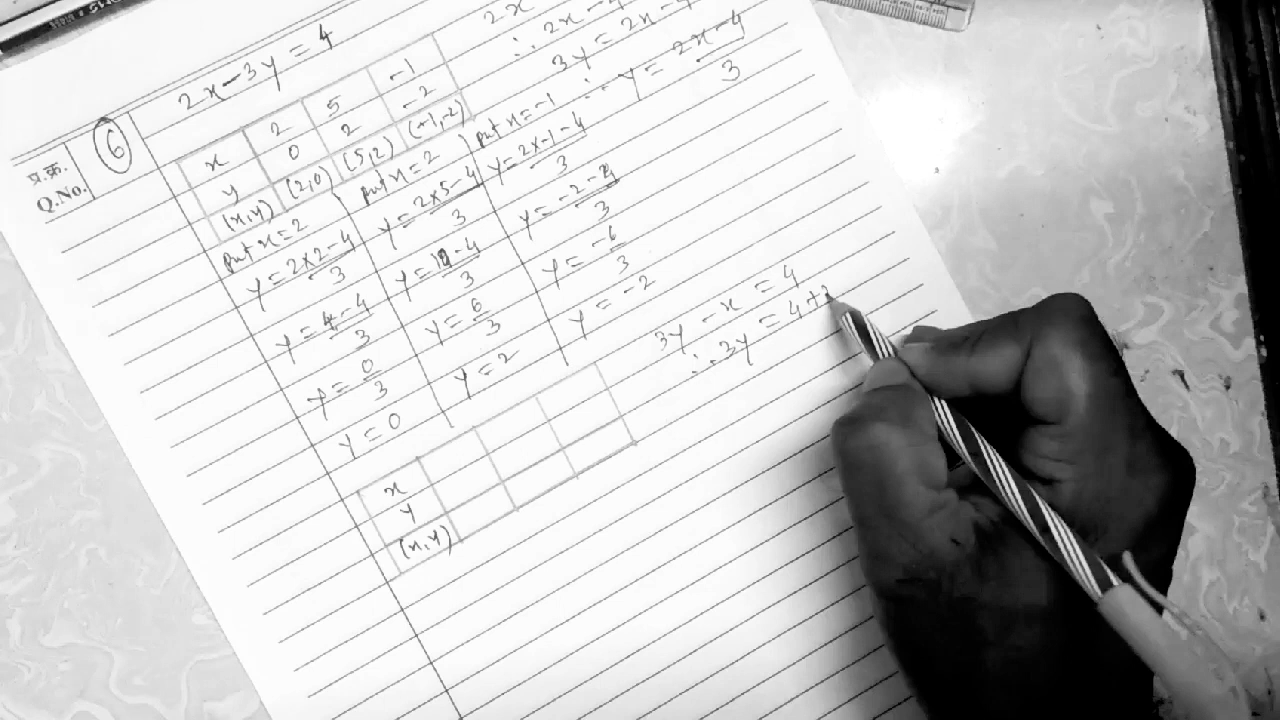 प्र.क्र.
Q.No.
6
2x-3y=4
2x
∴ 2x-4
3y = 2x-4
∴ y = 2x-4/3
x 2 5 -1
y 0 2 -2
(x,y) (2,0) (5,2) (-1,-2)
put x=2
y=2×2-4/3
y=4-4/3
y=0/3
y=0
put x=2
y=2×5-4/3
y=10-4/3
y=6/3
y=2
put x=-1
y=2×-1-4/3
y=-2-4/3
y=-6/3
y=-2
3y-x=4
∴ 3y=4+
x
y
(x,y)